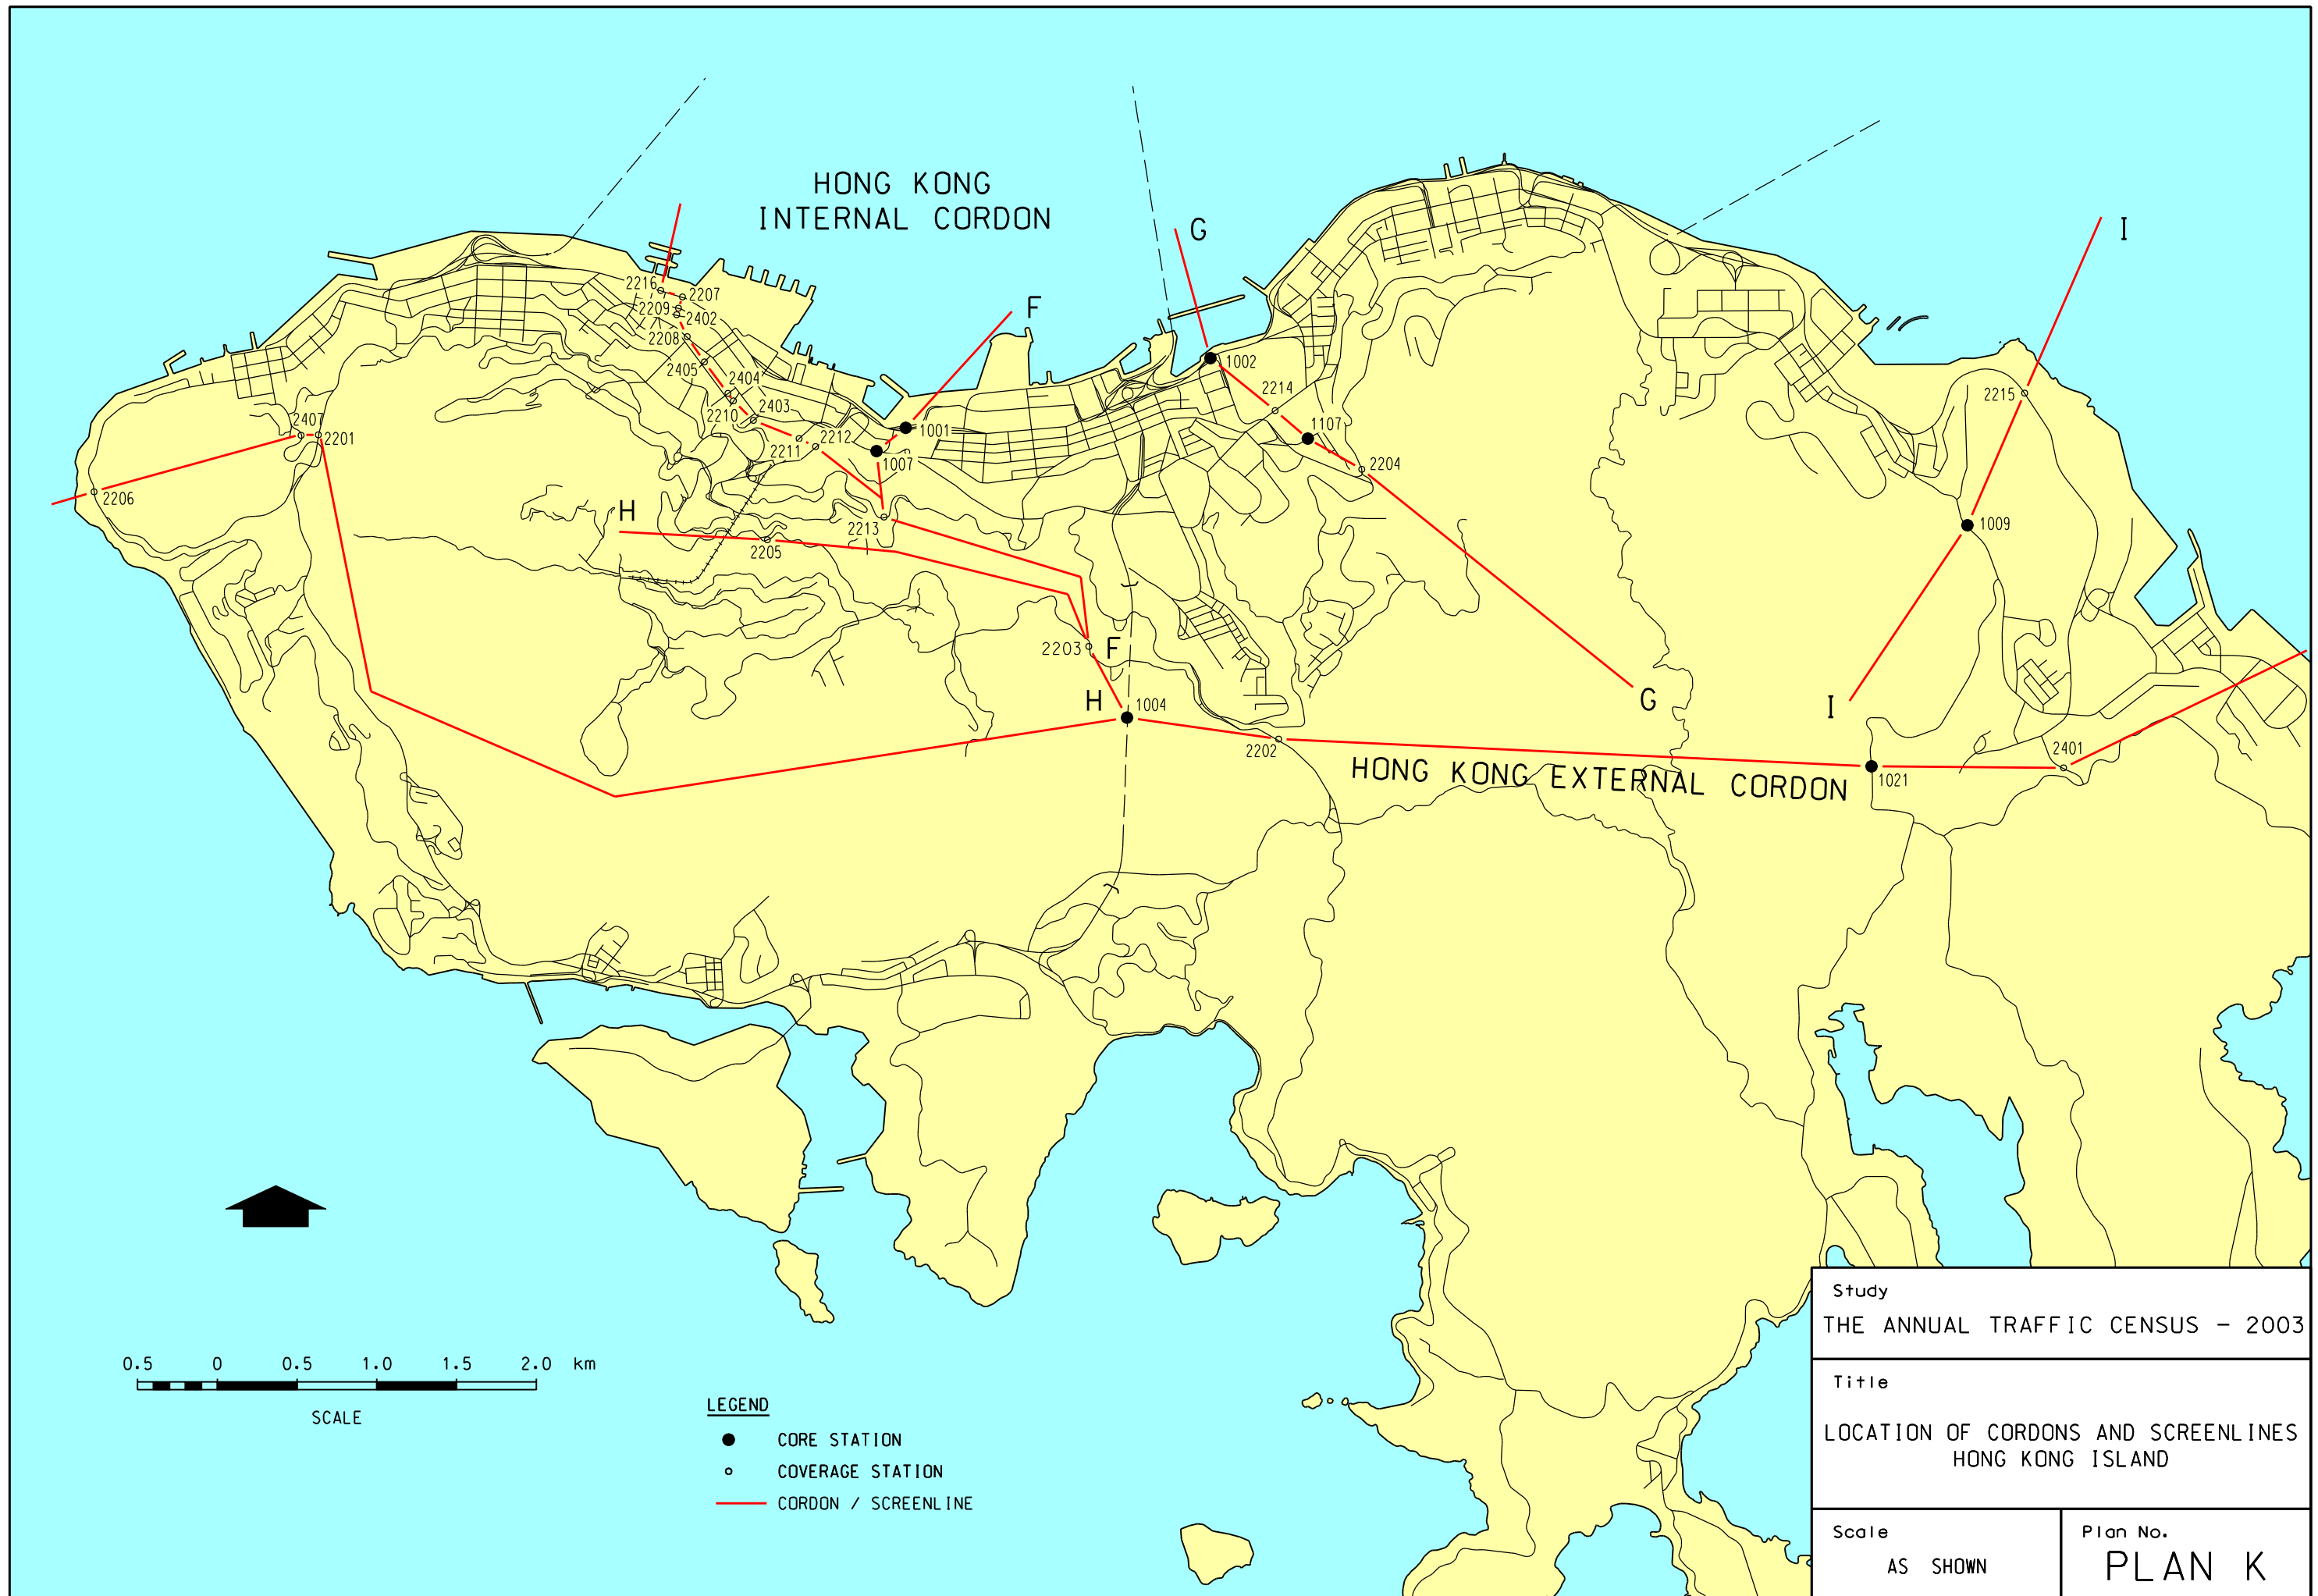 HONG KONG
INTERNAL CORDON
G
I
F
2216
2207
2209
2402
2208
2405
2404
2210
2403
2211
2212
1001
1007
1002
2214
1107
2204
2215
2407
2201
2206
H
2213
2205
1009
2203
F
H
1004
G
I
2202
2401
1021
HONG KONG EXTERNAL CORDON
0.5 0 0.5 1.0 1.5 2.0 km
SCALE
LEGEND
CORE STATION
COVERAGE STATION
CORDON / SCREENLINE
Study
THE ANNUAL TRAFFIC CENSUS - 2003
Title
LOCATION OF CORDONS AND SCREENLINES
HONG KONG ISLAND
Scale
AS SHOWN
Plan No.
PLAN K